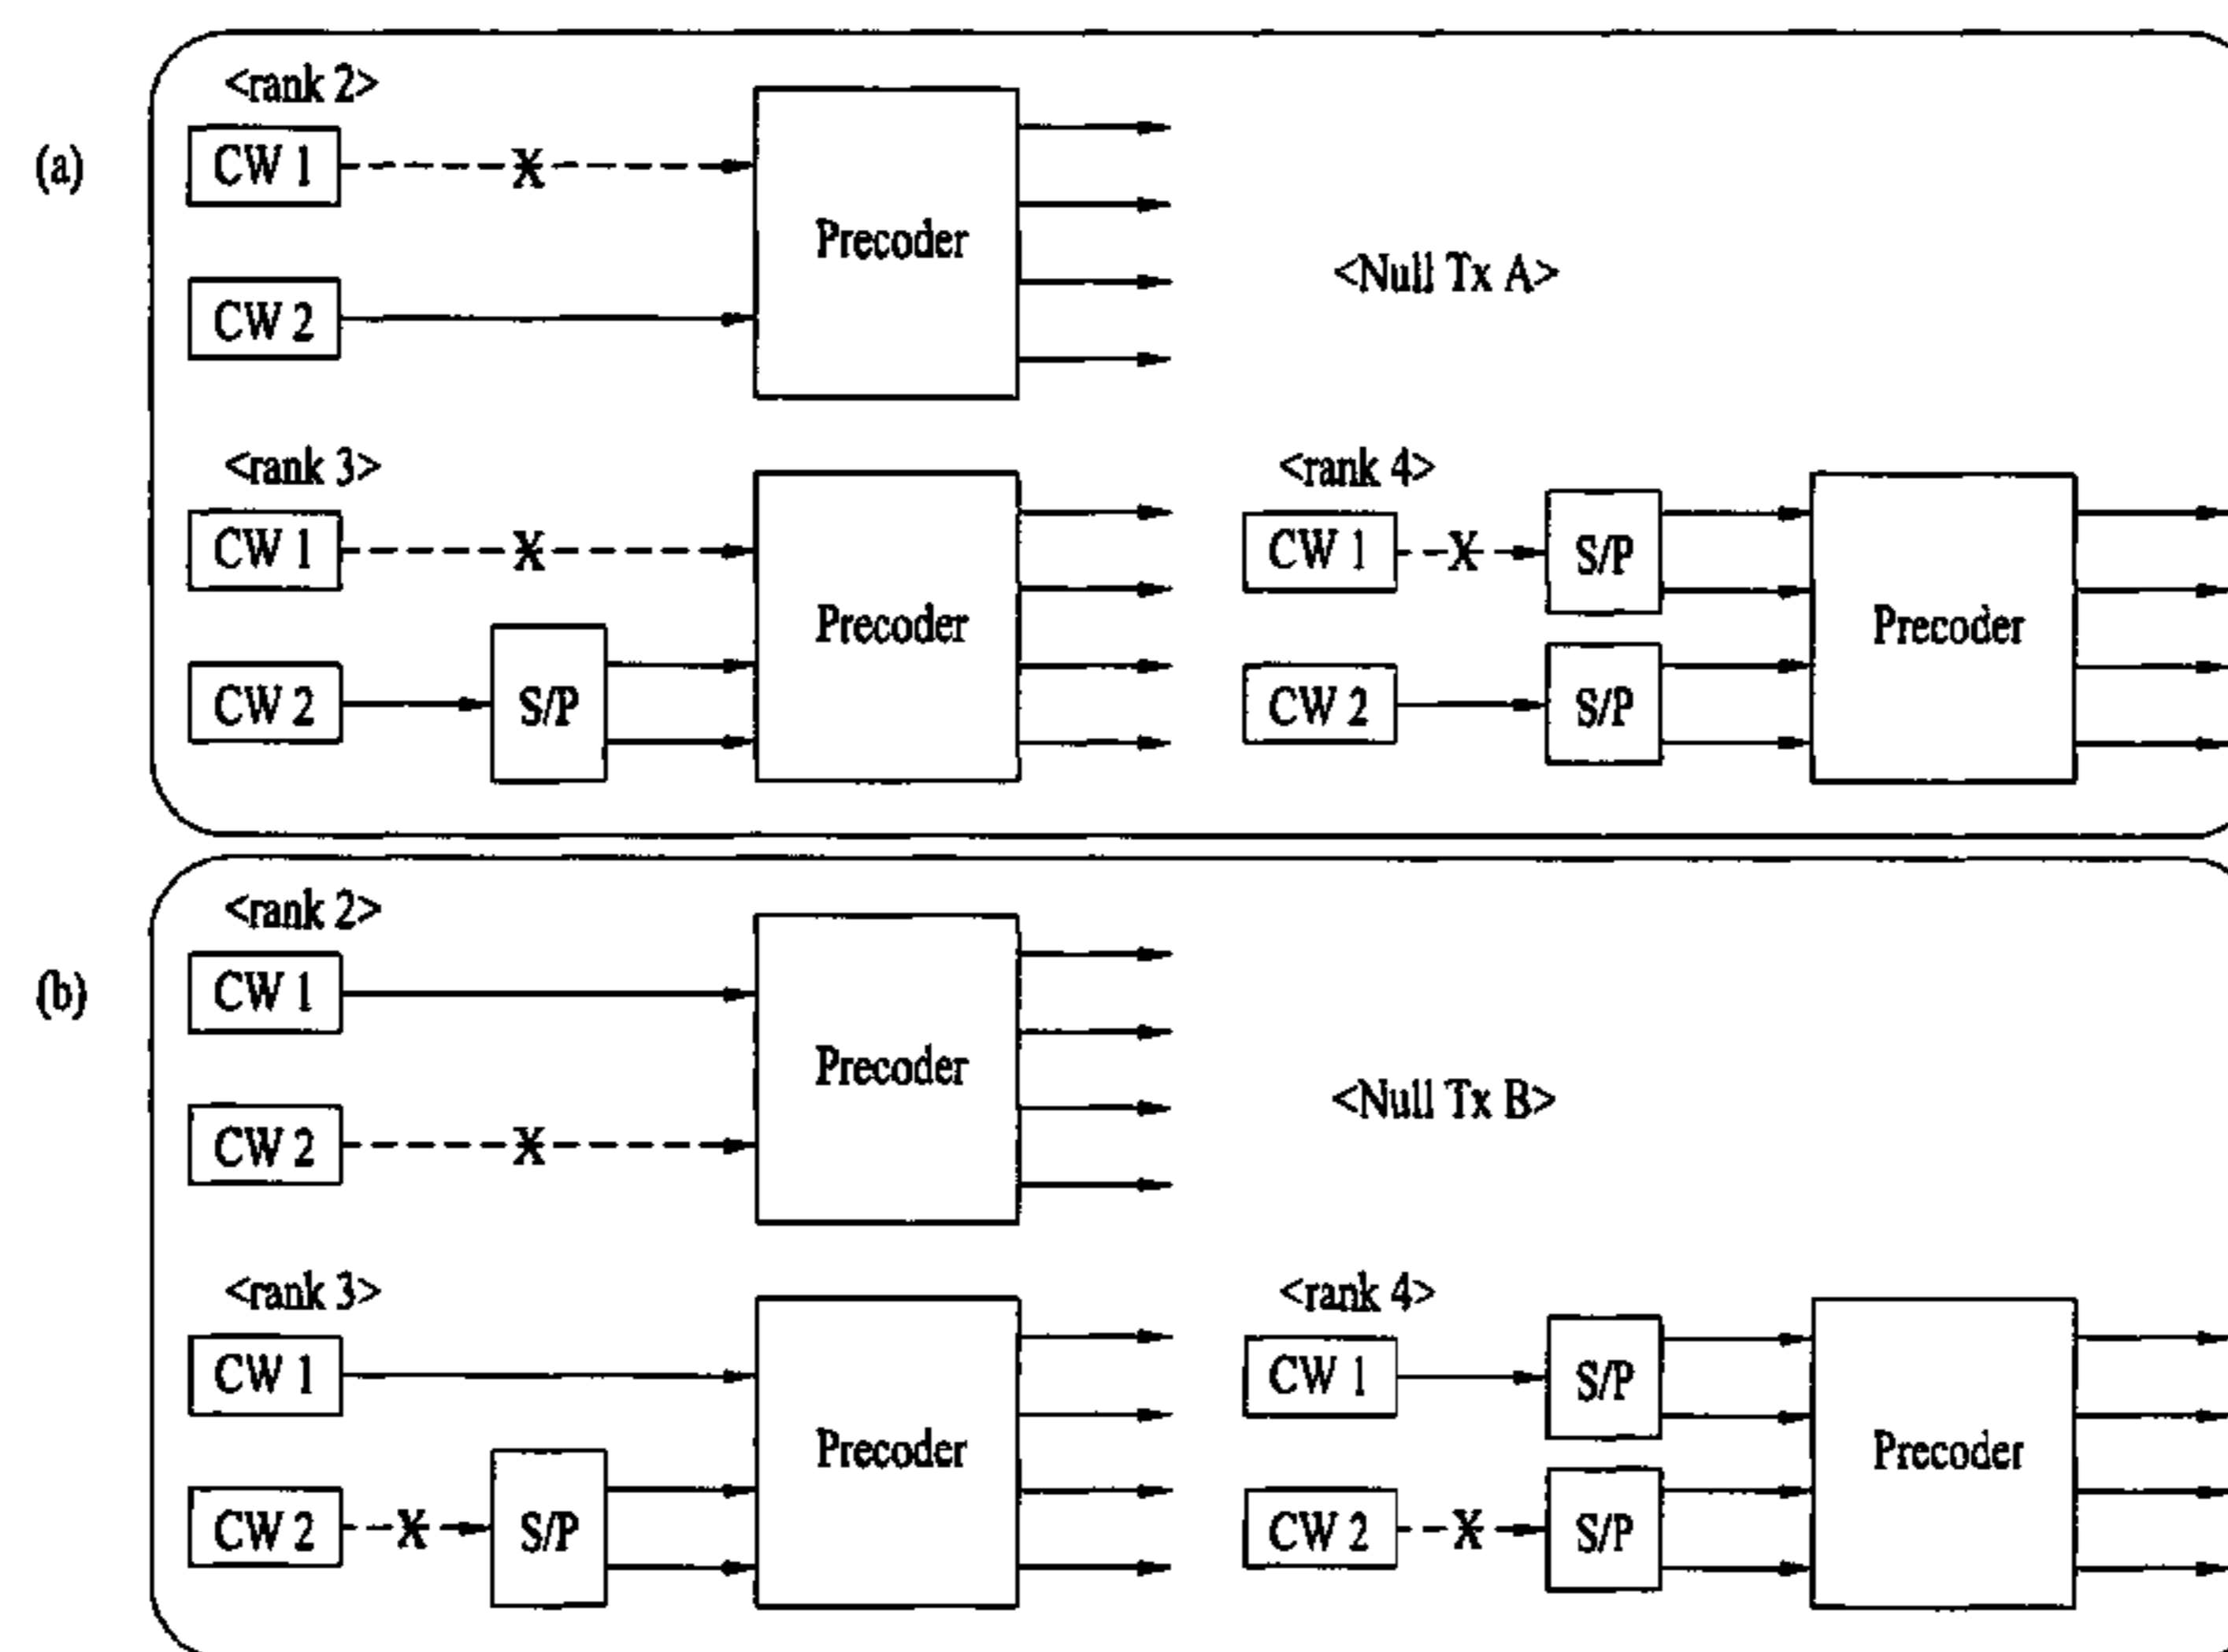 (a)
<rank 2>
CW 1
X
CW 2
Precoder
<Null Tx A>
<rank 3>
CW 1
X
CW 2
S/P
Precoder
<rank 4>
CW 1
X
S/P
CW 2
S/P
Precoder
(b)
<rank 2>
CW 1
CW 2
X
Precoder
<Null Tx B>
<rank 3>
CW 1
CW 2
X
S/P
Precoder
<rank 4>
CW 1
S/P
CW 2
X
S/P
Precoder